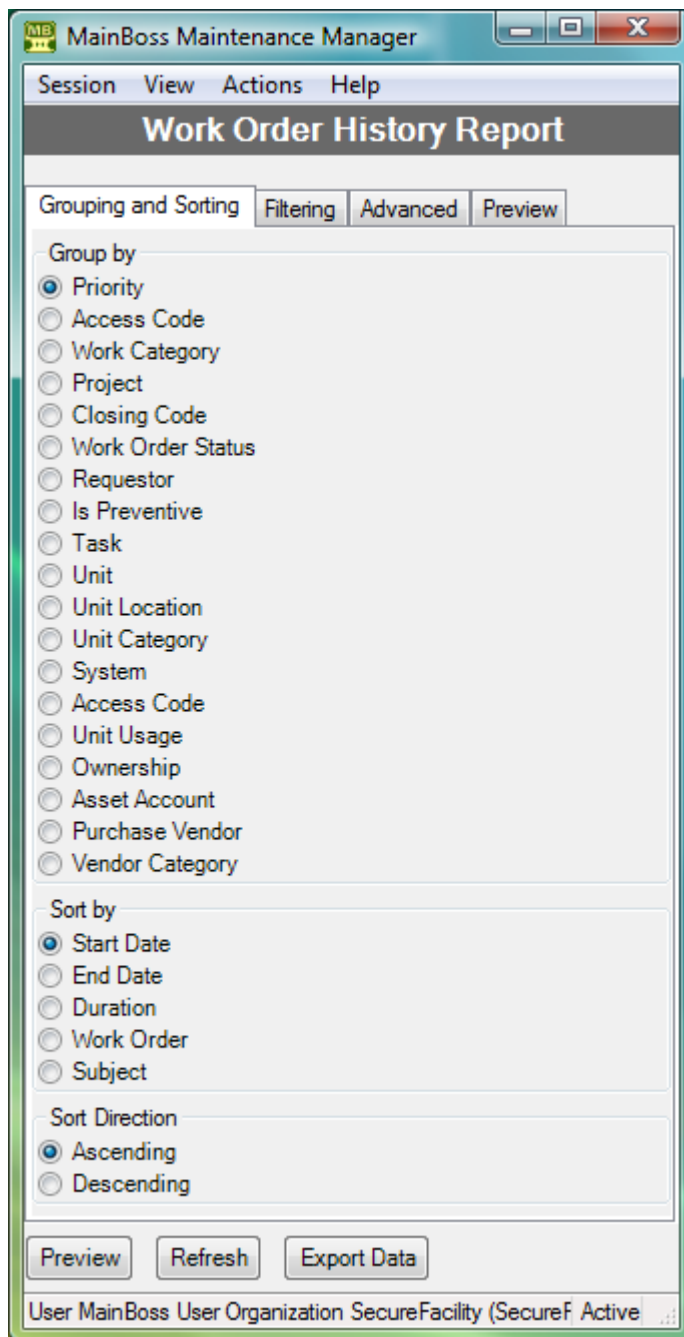 MB
MainBoss Maintenance Manager
Session View Actions Help
Work Order History Report
Grouping and Sorting Filtering Advanced Preview
Group by
Priority
Access Code
Work Category
Project
Closing Code
Work Order Status
Requestor
Is Preventive
Task
Unit
Unit Location
Unit Category
System
Access Code
Unit Usage
Ownership
Asset Account
Purchase Vendor
Vendor Category
Sort by
Start Date
End Date
Duration
Work Order
Subject
Sort Direction
Ascending
Descending
Preview Refresh Export Data
User MainBoss User Organization SecureFacility (SecureF Active